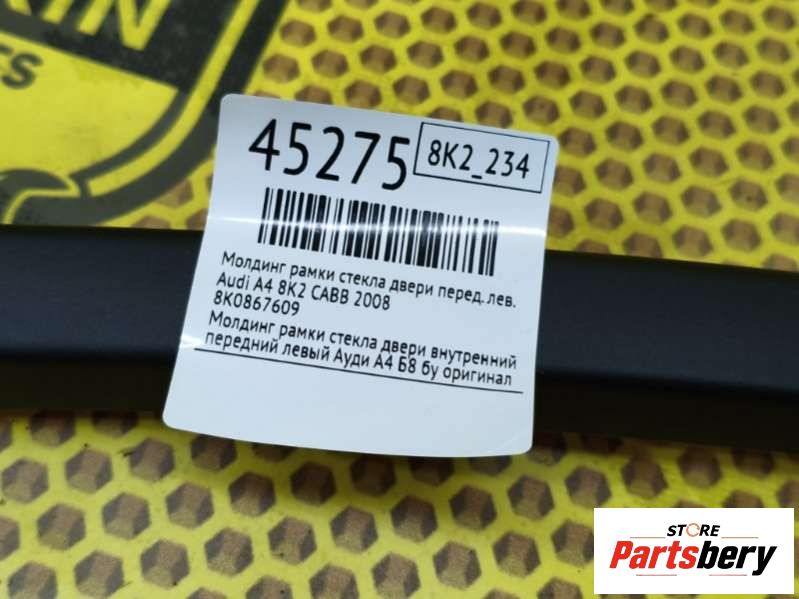 45275
8K2_234
Молдинг рамки стекла двери перед. лев.
Audi A4 8K2 CABB 2008
8K0867609
Молдинг рамки стекла двери внутренний
передний левый Ауди А4 Б8 бу оригинал
STORE
Partsbery